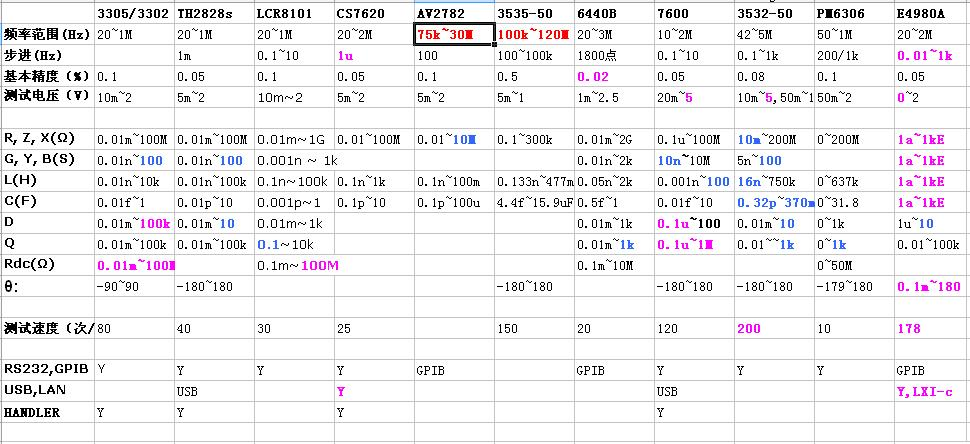 3305/3302 TH2828s LCR8101 CS7620 AV2782 3535-50 6440B 7600 3532-50 PM6306 E4980A
频率范围(Hz) 20~1M 20~1M 20~1M 20~2M 75k~30M 100k~120M 20~3M 10~2M 42~5M 50~1M 20~2M
步进(Hz) 1m 0.1~10 1u 100 100~100k 1800点 0.1~10 0.1~1k 200/1k 0.01~1k
基本精度(%) 0.1 0.05 0.1 0.05 0.1 0.5 0.02 0.05 0.08 0.1 0.05
测试电压(V) 10m~2 5m~2 10m~2 5m~2 5m~2 5m~1 1m~2.5 20m~5 10m~5,50m~1 50m~2 0~2
R, Z, X(Ω) 0.01m~100M 0.01m~100M 0.01m~1G 0.01~100M 0.01~10M 0.1~300k 0.01m~2G 0.1u~100M 10m~200M 0~200M 1a~1kE
G, Y, B(S) 0.01n~100 0.01n~100 0.001n ~ 1k 0.01n~2k 10n~10M 5n~100 1a~1kE
L(H) 0.01n~10k 0.01n~100k 0.1n~100k 0.1n~1k 0.1n~100m 0.133n~477m 0.05n~2k 0.001n~100 16n~750k 0~637k 1a~1kE
C(F) 0.01f~1 0.01p~10 0.001p~1 0.1p~10 0.1p~100u 4.4f~15.9uF 0.5f~1 0.01f~10 0.32p~370m 0~31.8 1a~1kE
D 0.01m~100k 0.01m~10 0.01m~1k 0.01m~1k 0.1u~100 0.01m~10 0~1k 1u~10
Q 0.01m~100k 0.01m~100k 0.1~10k 0.01m~1k 0.1u~1M 0.01~~1k 0~1k 0.01~100k
Rdc(Ω) 0.01m~100M 0.1m~100M 0.1m~10M 0~50M
θ: -90~90 -180~180 -180~180 -180~180 -180~180 -179~180 0.1m~180
测试速度(次/ 80 40 30 25 150 20 120 200 10 178
RS232,GPIB Y Y Y Y GPIB GPIB Y Y Y GPIB
USB,LAN USB Y USB Y,LXI-c
HANDLER Y Y Y Y